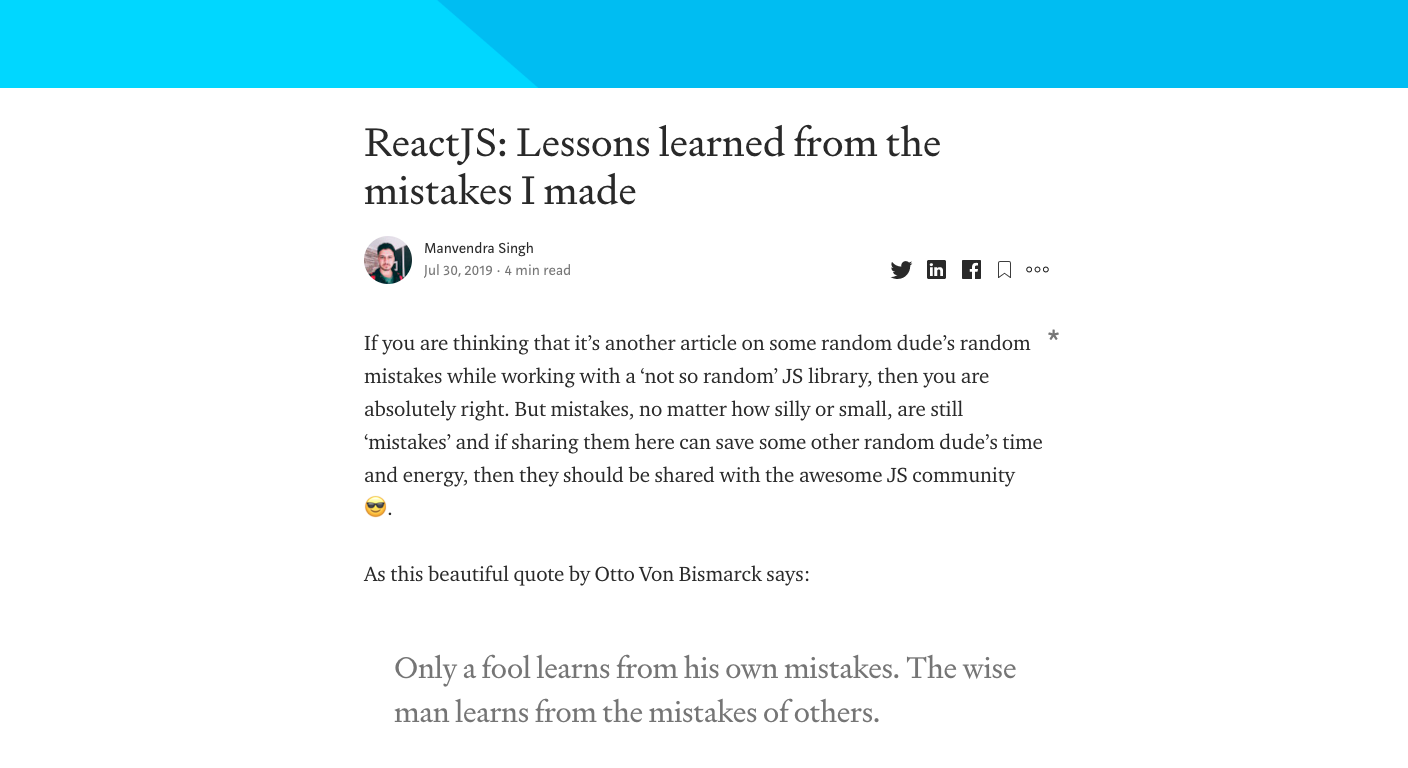 ReactJS: Lessons learned from the
mistakes I made
Manvendra Singh
Jul 30, 2019 · 4 min read
If you are thinking that it’s another article on some random dude’s random *
mistakes while working with a ‘not so random’ JS library, then you are
absolutely right. But mistakes, no matter how silly or small, are still
‘mistakes’ and if sharing them here can save some other random dude’s time
and energy, then they should be shared with the awesome JS community
😎.
As this beautiful quote by Otto Von Bismarck says:
Only a fool learns from his own mistakes. The wise
man learns from the mistakes of others.